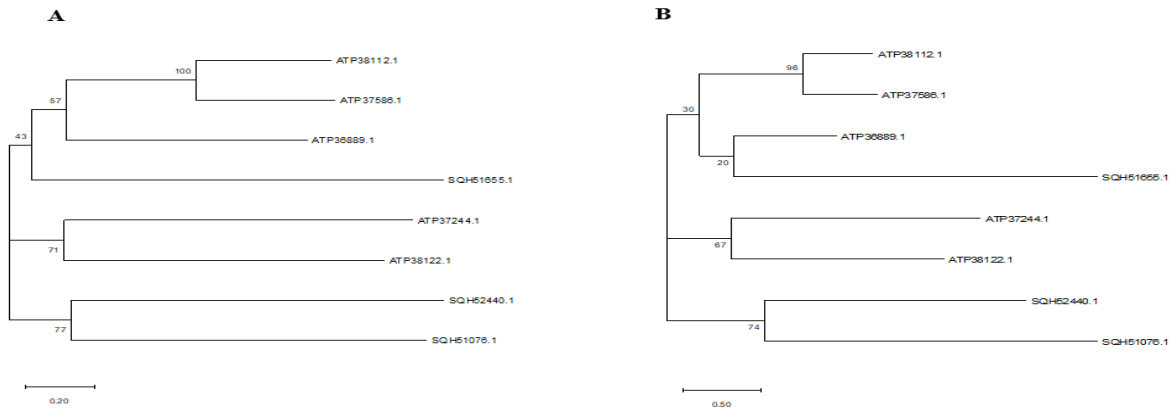 A
100
ATP38112.1
ATP37586.1
57
ATP36889.1
43
SQH51655.1
ATP37244.1
71
ATP38122.1
SQH52440.1
77
SQH51076.1
0.20
B
96
ATP38112.1
ATP37586.1
30
ATP36889.1
20
SQH51655.1
ATP37244.1
67
ATP38122.1
SQH52440.1
74
SQH51076.1
0.50